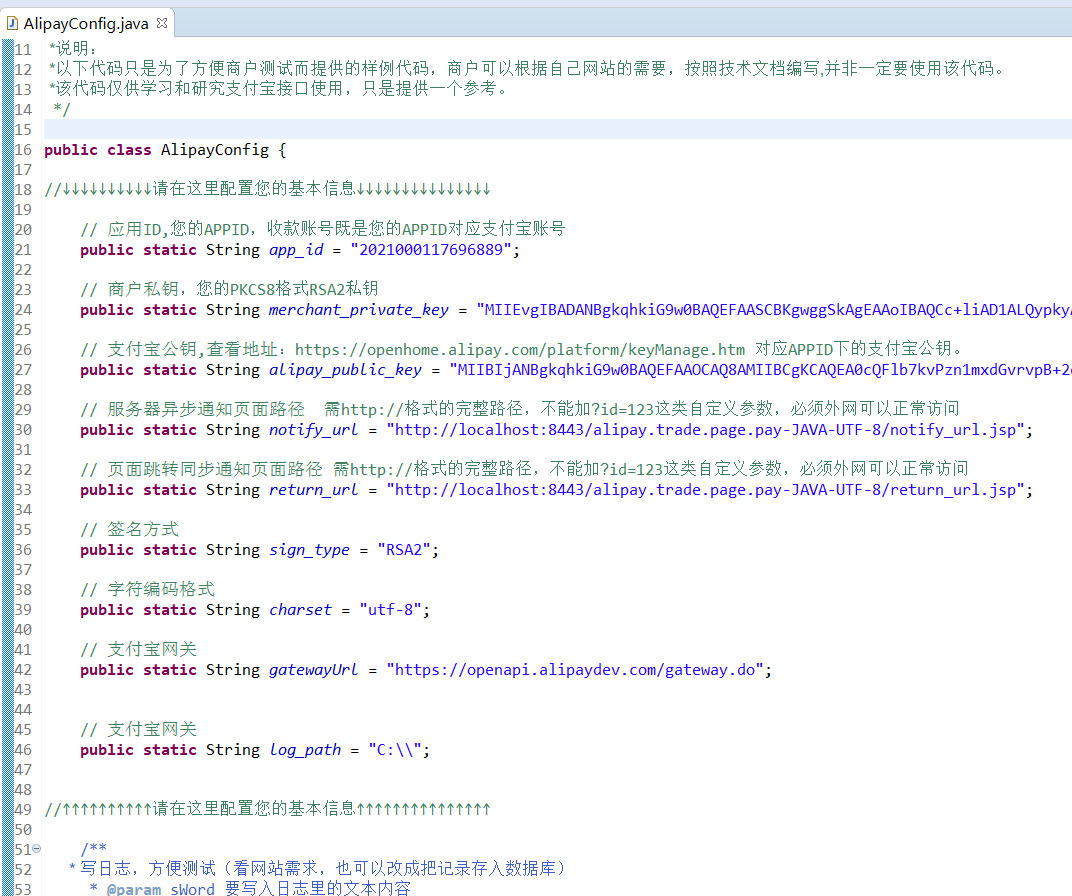 AlipayConfig.java
11 *说明：
12 *以下代码只是为了方便商户测试而提供的样例代码，商户可以根据自己网站的需要，按照技术文档编写,并非一定要使用该代码。
13 *该代码仅供学习和研究支付宝接口使用，只是提供一个参考。
14 */
15
16 public class AlipayConfig {
17
18 //↓↓↓↓↓↓↓↓↓↓请在这里配置您的基本信息↓↓↓↓↓↓↓↓↓↓↓↓↓↓↓
19
20 // 应用ID,您的APPID，收款账号既是您的APPID对应支付宝账号
21 public static String app_id = "2021000117696889";
22
23 // 商户私钥，您的PKCS8格式RSA2私钥
24 public static String merchant_private_key = "MIIEvgIBADANBgkqhkiG9w0BAQEFAASCBKgwggSkAgEAAoIBAQCc+liAD1ALQypky
25
26 // 支付宝公钥,查看地址：https://openhome.alipay.com/platform/keyManage.htm 对应APPID下的支付宝公钥。
27 public static String alipay_public_key = "MIIBIjANBgkqhkiG9w0BAQEFAAOCAQ8AMIIBCgKCAQEA0cQFlb7kvPzn1mxdGvrvpB+2
28
29 // 服务器异步通知页面路径 需http://格式的完整路径，不能加?id=123这类自定义参数，必须外网可以正常访问
30 public static String notify_url = "http://localhost:8443/alipay.trade.page.pay-JAVA-UTF-8/notify_url.jsp";
31
32 // 页面跳转同步通知页面路径 需http://格式的完整路径，不能加?id=123这类自定义参数，必须外网可以正常访问
33 public static String return_url = "http://localhost:8443/alipay.trade.page.pay-JAVA-UTF-8/return_url.jsp";
34
35 // 签名方式
36 public static String sign_type = "RSA2";
37
38 // 字符编码格式
39 public static String charset = "utf-8";
40
41 // 支付宝网关
42 public static String gatewayUrl = "https://openapi.alipaydev.com/gateway.do";
43
44
45 // 支付宝网关
46 public static String log_path = "C:\\";
47
48
49 //↑↑↑↑↑↑↑↑↑↑请在这里配置您的基本信息↑↑↑↑↑↑↑↑↑↑↑↑↑↑↑
50
51 /**
52 * 写日志，方便测试（看网站需求，也可以改成把记录存入数据库）
53 * @param sWord 要写入日志里的文本内容